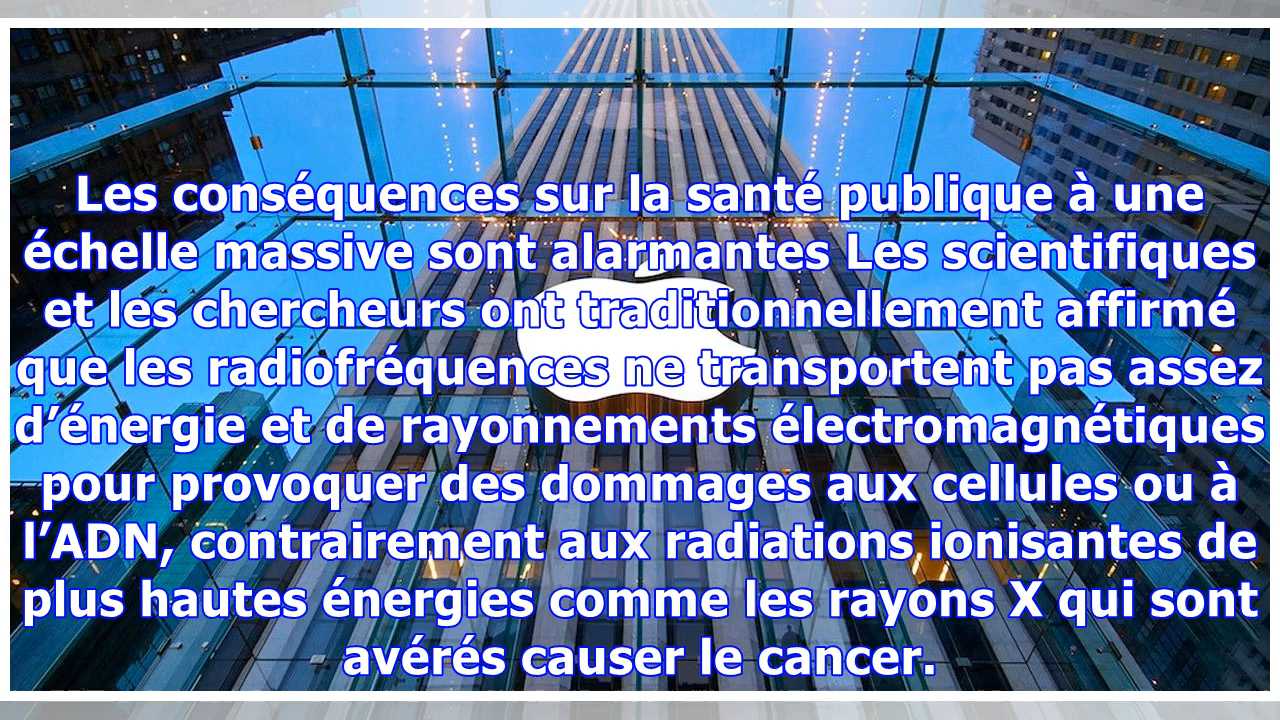 Les conséquences sur la santé publique à une
échelle massive sont alarmantes Les scientifiques
et les chercheurs ont traditionnellement affirmé
que les radiofréquences ne transportent pas assez
d’énergie et de rayonnements électromagnétiques
pour provoquer des dommages aux cellules ou à
l’ADN, contrairement aux radiations ionisantes de
plus hautes énergies comme les rayons X qui sont
avérés causer le cancer.